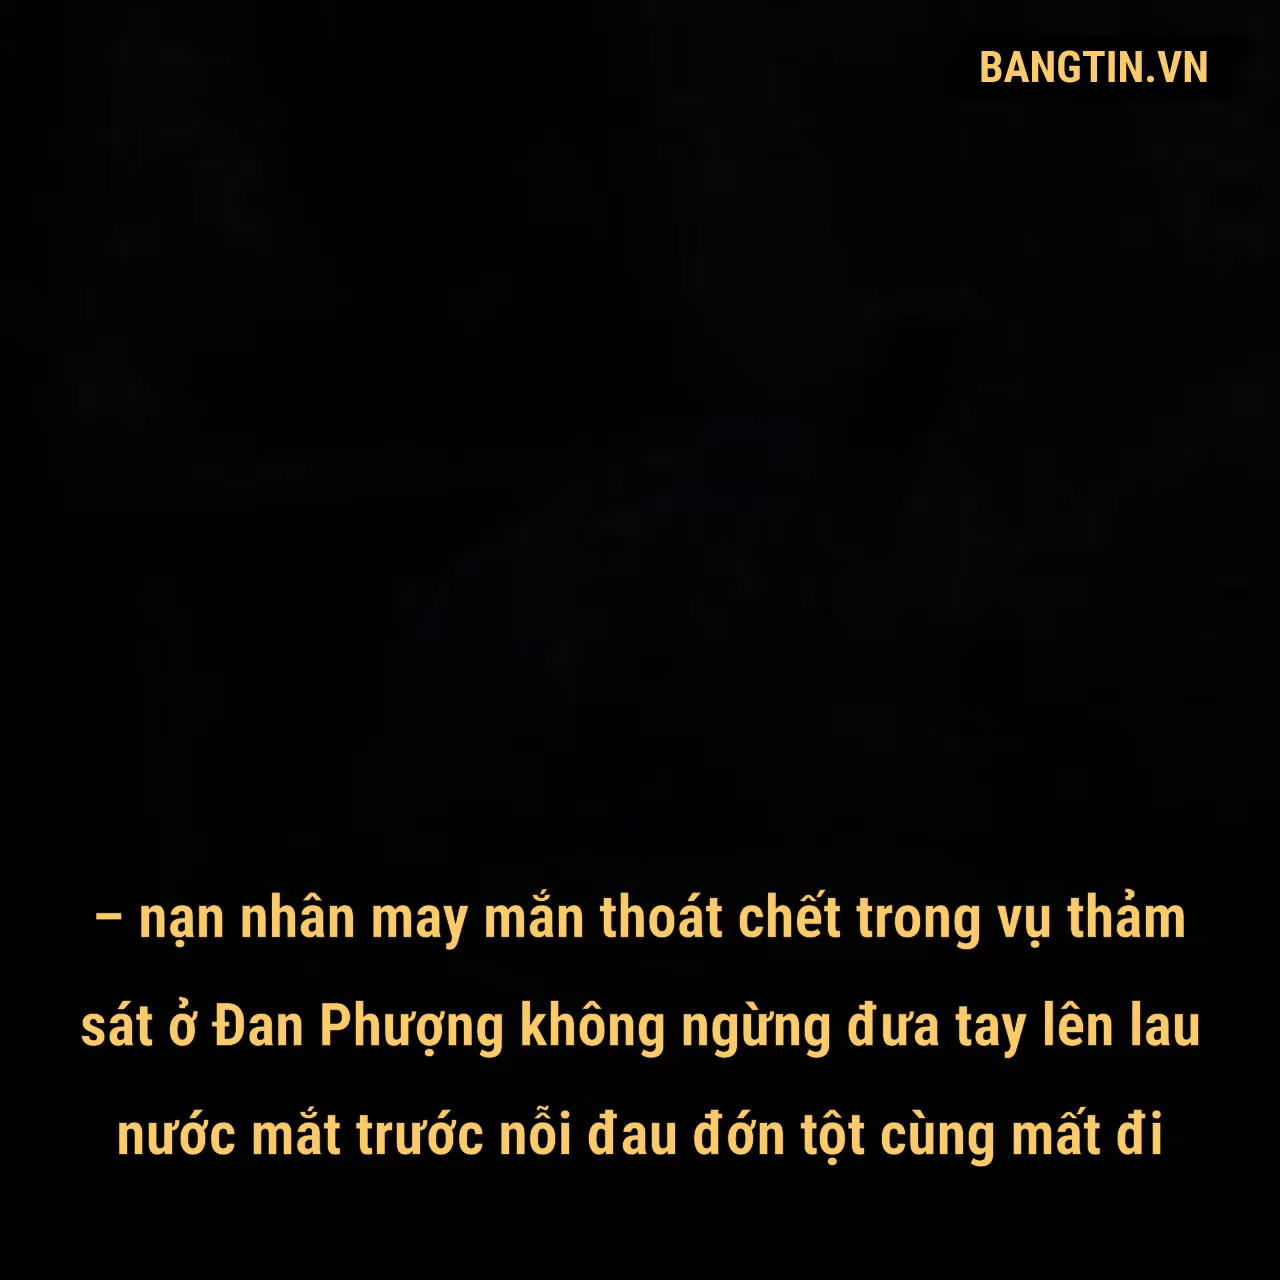 BANGTIN.VN
– nạn nhân may mắn thoát chết trong vụ thảm
sát ở Đan Phượng không ngừng đưa tay lên lau
nước mắt trước nỗi đau đớn tột cùng mất đi